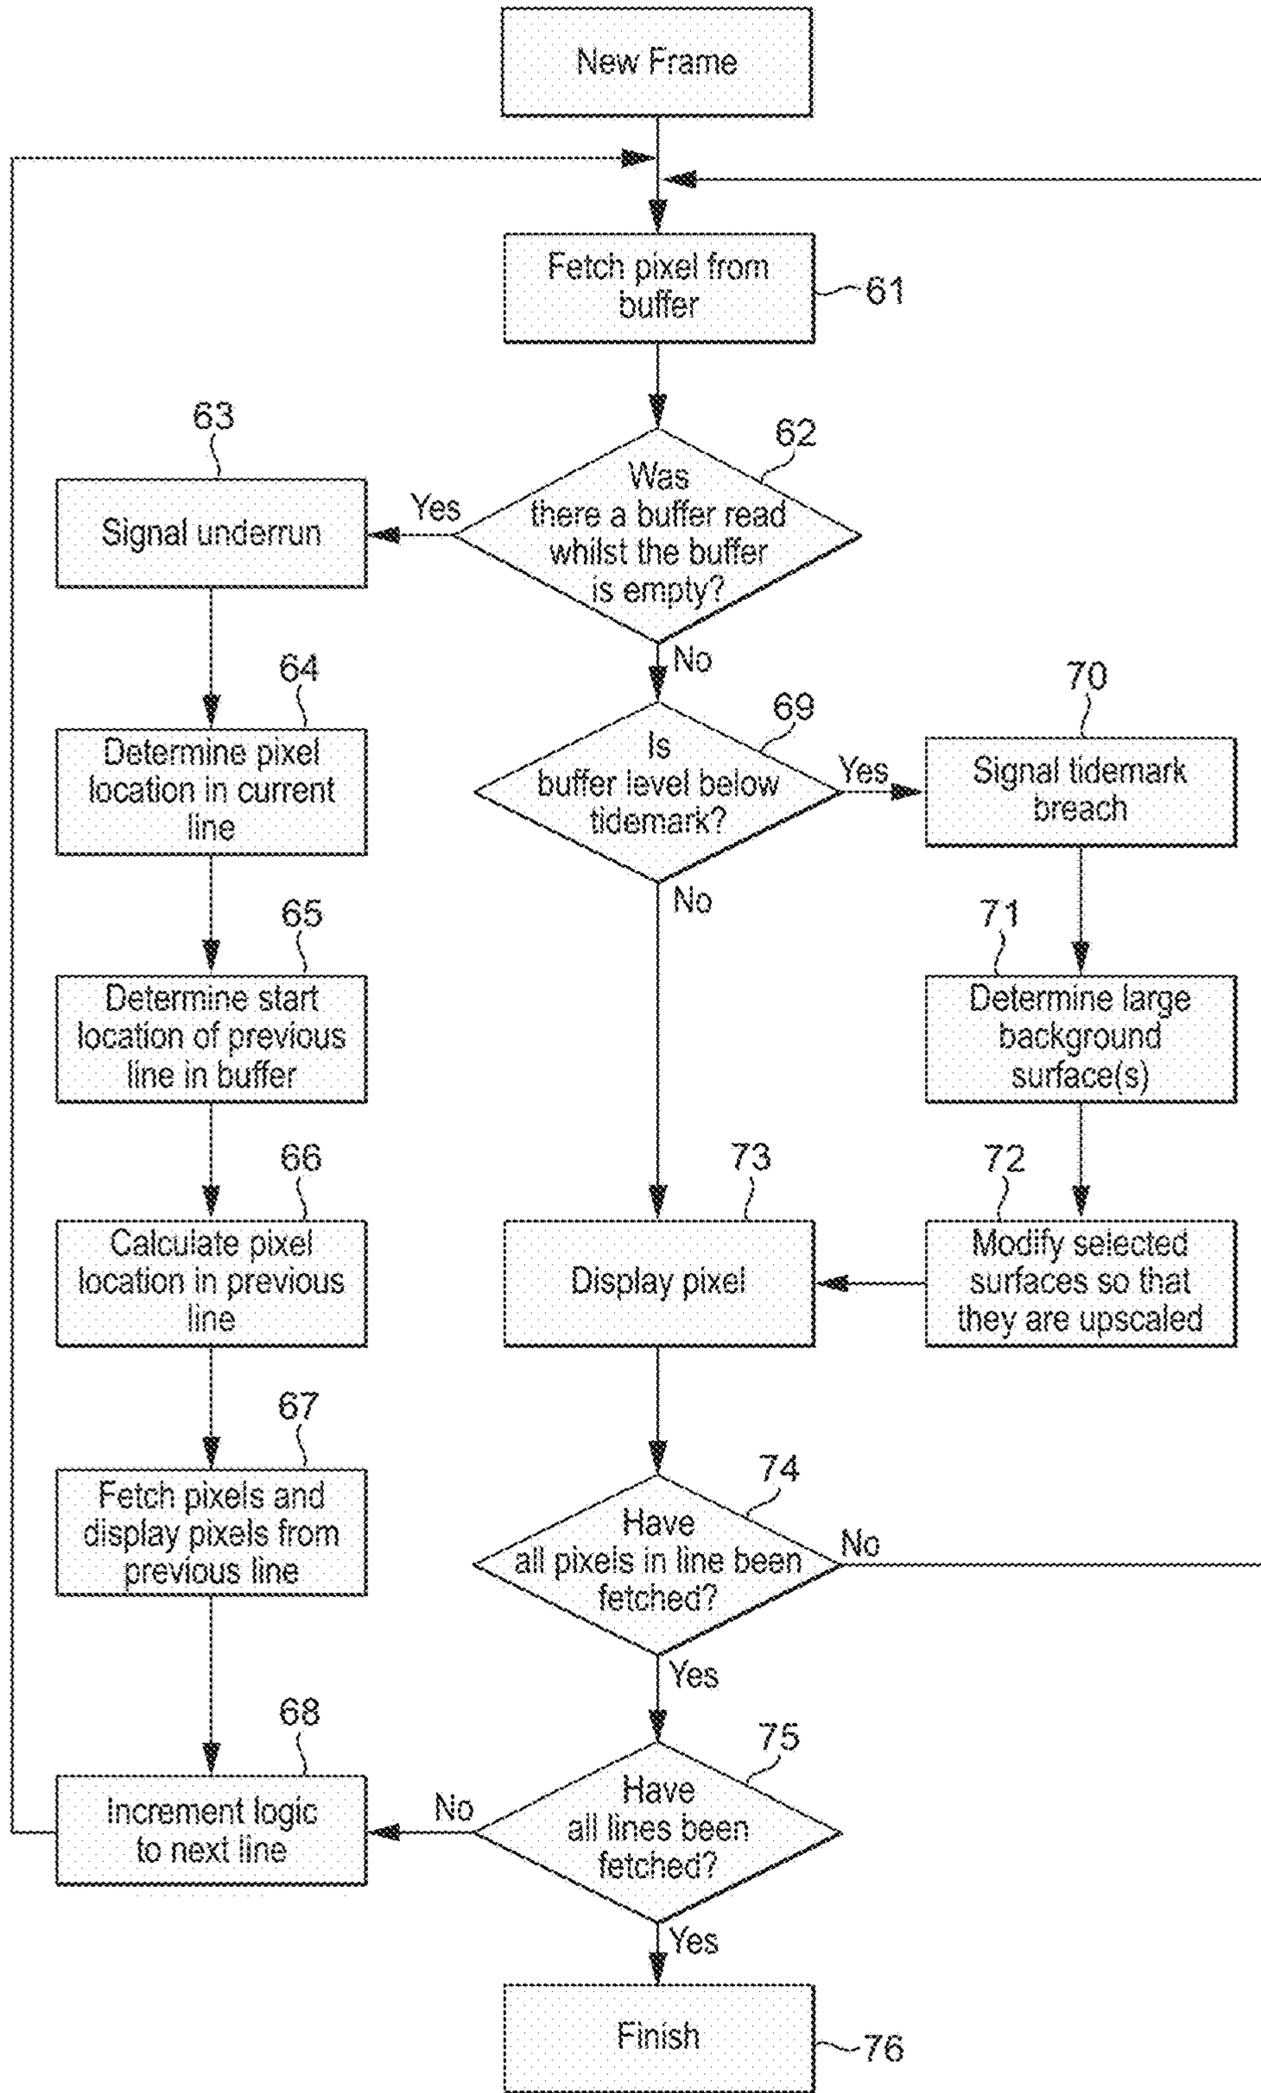 New Frame
Fetch pixel from
buffer
61
62
Was
there a buffer read
whilst the buffer
is empty?
Yes
No
63
Signal underrun
64
Determine pixel
location in current
line
65
Determine start
location of previous
line in buffer
66
Calculate pixel
location in previous
line
67
Fetch pixels and
display pixels from
previous line
68
Increment logic
to next line
69
Is
buffer level below
tidemark?
Yes
No
70
Signal tidemark
breach
71
Determine large
background
surface(s)
72
Modify selected
surfaces so that
they are upscaled
73
Display pixel
74
Have
all pixels in line been
fetched?
No
Yes
75
Have
all lines been
fetched?
No
Yes
Finish
76